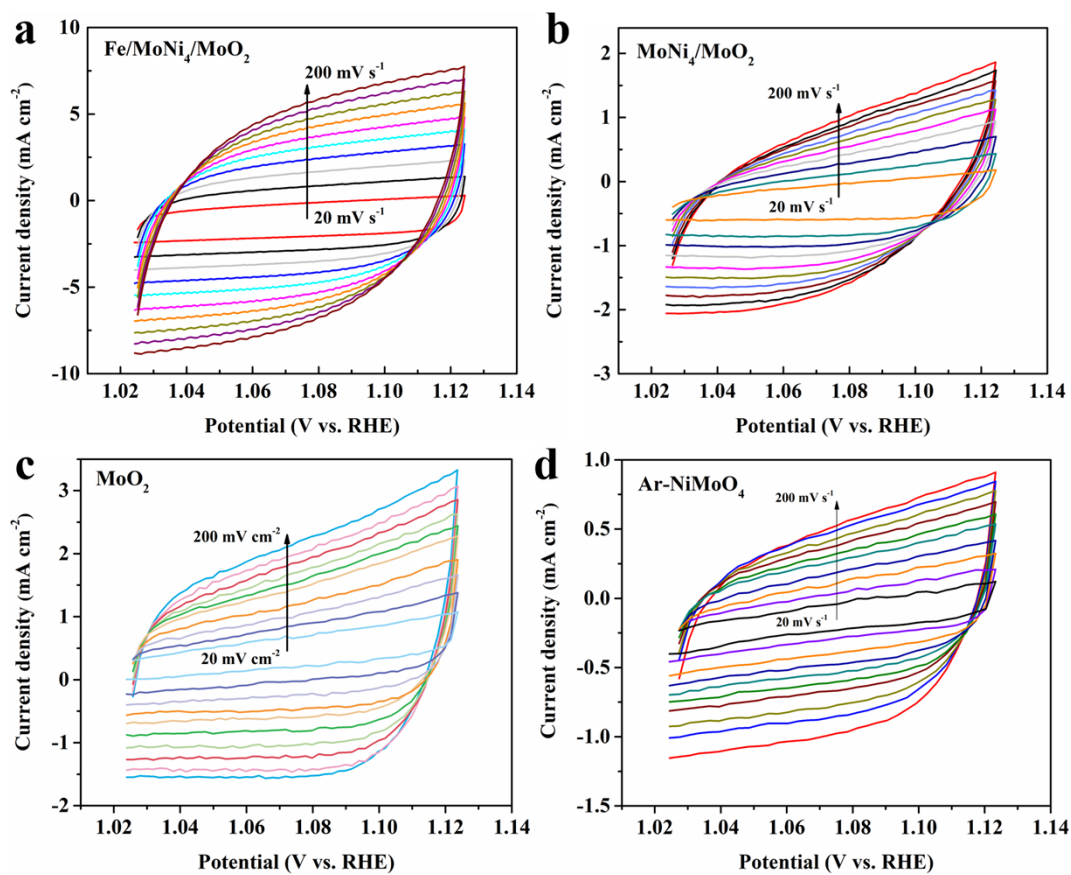 a
Fe/MoNi₄/MoO₂
200 mV s⁻¹
20 mV s⁻¹
Current density (mA cm⁻²)
10
5
0
-5
-10
1.02 1.04 1.06 1.08 1.10 1.12 1.14
Potential (V vs. RHE)
b
MoNi₄/MoO₂
200 mV s⁻¹
20 mV s⁻¹
Current density (mA cm⁻²)
2
1
0
-1
-2
-3
1.02 1.04 1.06 1.08 1.10 1.12 1.14
Potential (V vs. RHE)
c
MoO₂
200 mV cm⁻²
20 mV cm⁻²
Current density (mA cm⁻²)
3
2
1
0
-1
-2
1.02 1.04 1.06 1.08 1.10 1.12 1.14
Potential (V vs. RHE)
d
Ar-NiMoO₄
200 mV s⁻¹
20 mV s⁻¹
Current density (mA cm⁻²)
1.0
0.5
0.0
-0.5
-1.0
-1.5
1.02 1.04 1.06 1.08 1.10 1.12 1.14
Potential (V vs. RHE)